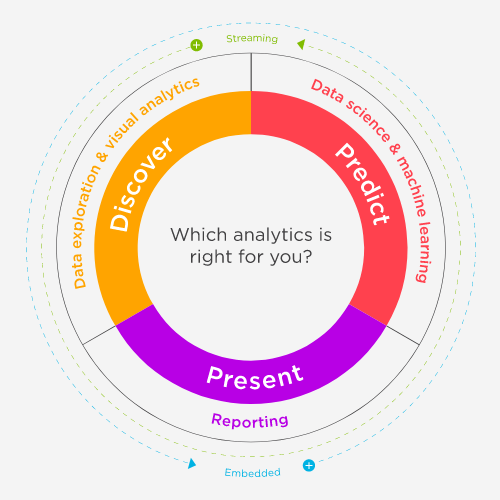 Streaming
Data exploration & visual analytics
Discover
Data science & machine learning
Predict
Which analytics is
right for you?
Present
Reporting
Embedded